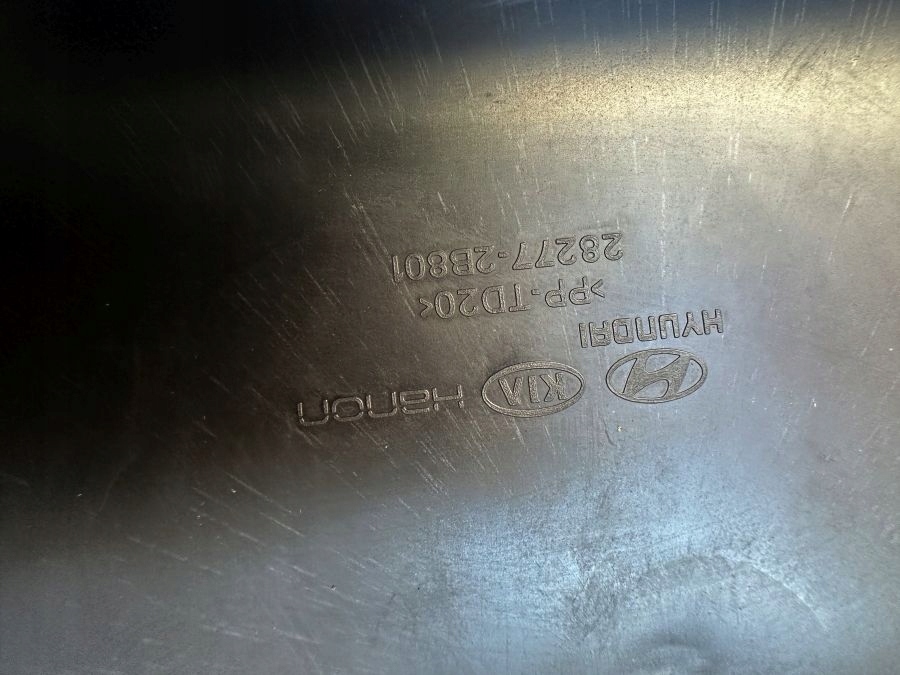 KIA Hanon
HYUNDAI
>PP-TD20<
28277-2B801